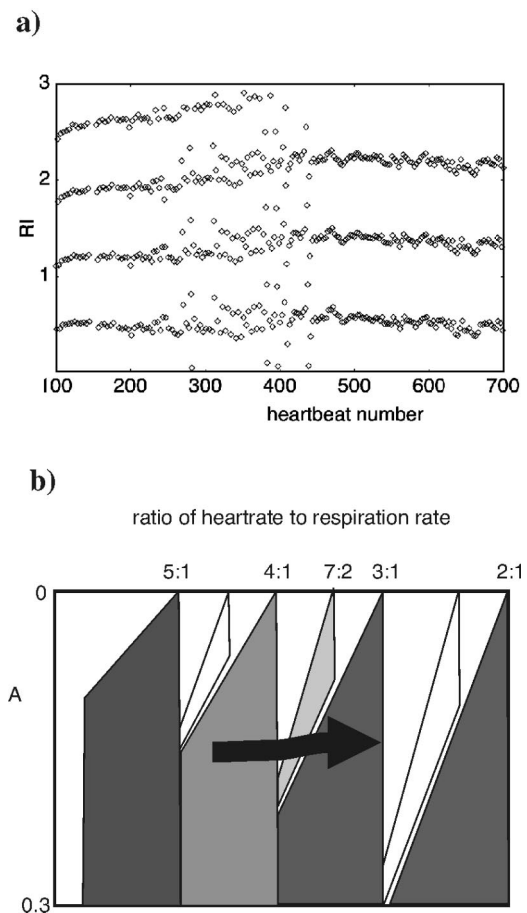 a)
3
2
1
RI
100 200 300 400 500 600 700
heartbeat number
b)
ratio of heartrate to respiration rate
5:1 4:1 7:2 3:1 2:1
0
A
0.3